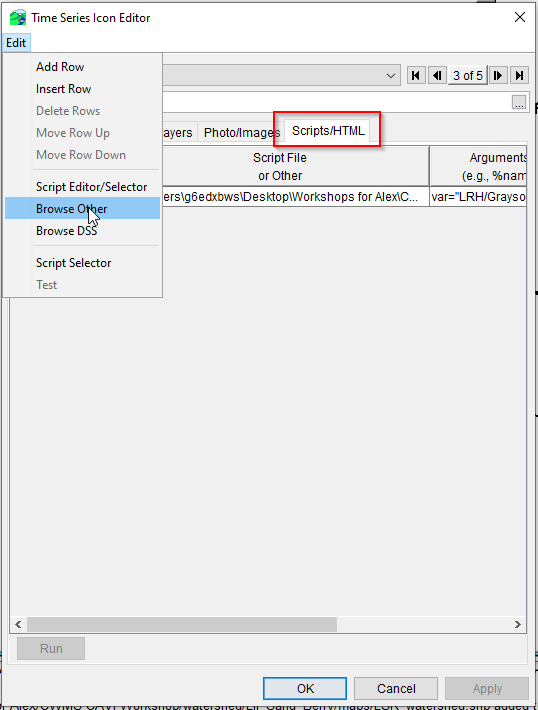 Time Series Icon Editor
Edit
Add Row
Insert Row
Delete Rows
Move Row Up
Move Row Down
Script Editor/Selector
Browse Other
Browse DSS
Script Selector
Test
3 of 5
...
ayers
Photo/Images
Scripts/HTML
Script File
or Other
Arguments
(e.g., %nam
ers\g6edxbws\Desktop\Workshops for Alex\C...
var="LRH/Grayso
Run
OK
Cancel
Apply